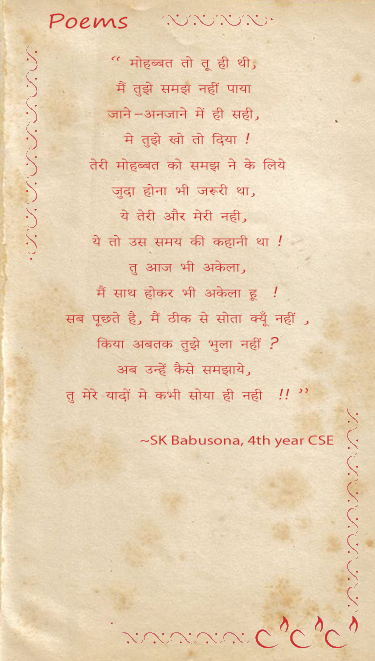 Poems
“ मोहब्बत तो तू ही थी,
मैं तुझे समझ नहीं पाया
जाने-अनजाने में ही सही,
मे तुझे खो तो दिया !
तेरी मोहब्बत को समझ ने के लिये
जुदा होना भी जरूरी था,
ये तेरी और मेरी नही,
ये तो उस समय की कहानी था !
तु आज भी अकेला,
मैं साथ होकर भी अकेला हू !
सब पूछते है, मैं ठीक से सोता क्यूँ नहीं ,
किया अबतक तुझे भुला नहीं ?
अब उन्हें कैसे समझाये,
तु मेरे यादों मे कभी सोया ही नही !! ”
~SK Babusona, 4th year CSE